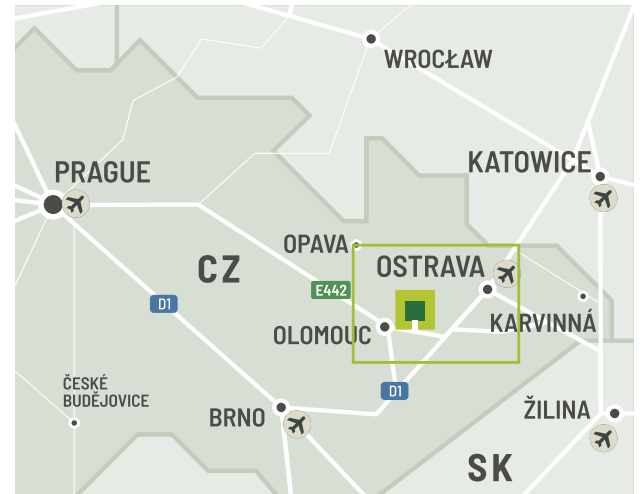 WROCŁAW
KATOWICE
PRAGUE
OPAVA
CZ
OSTRAVA
E442
D1
KARVINNÁ
OLOMOUC
ČESKÉ
BUDĚJOVICE
D1
BRNO
ŽILINA
SK